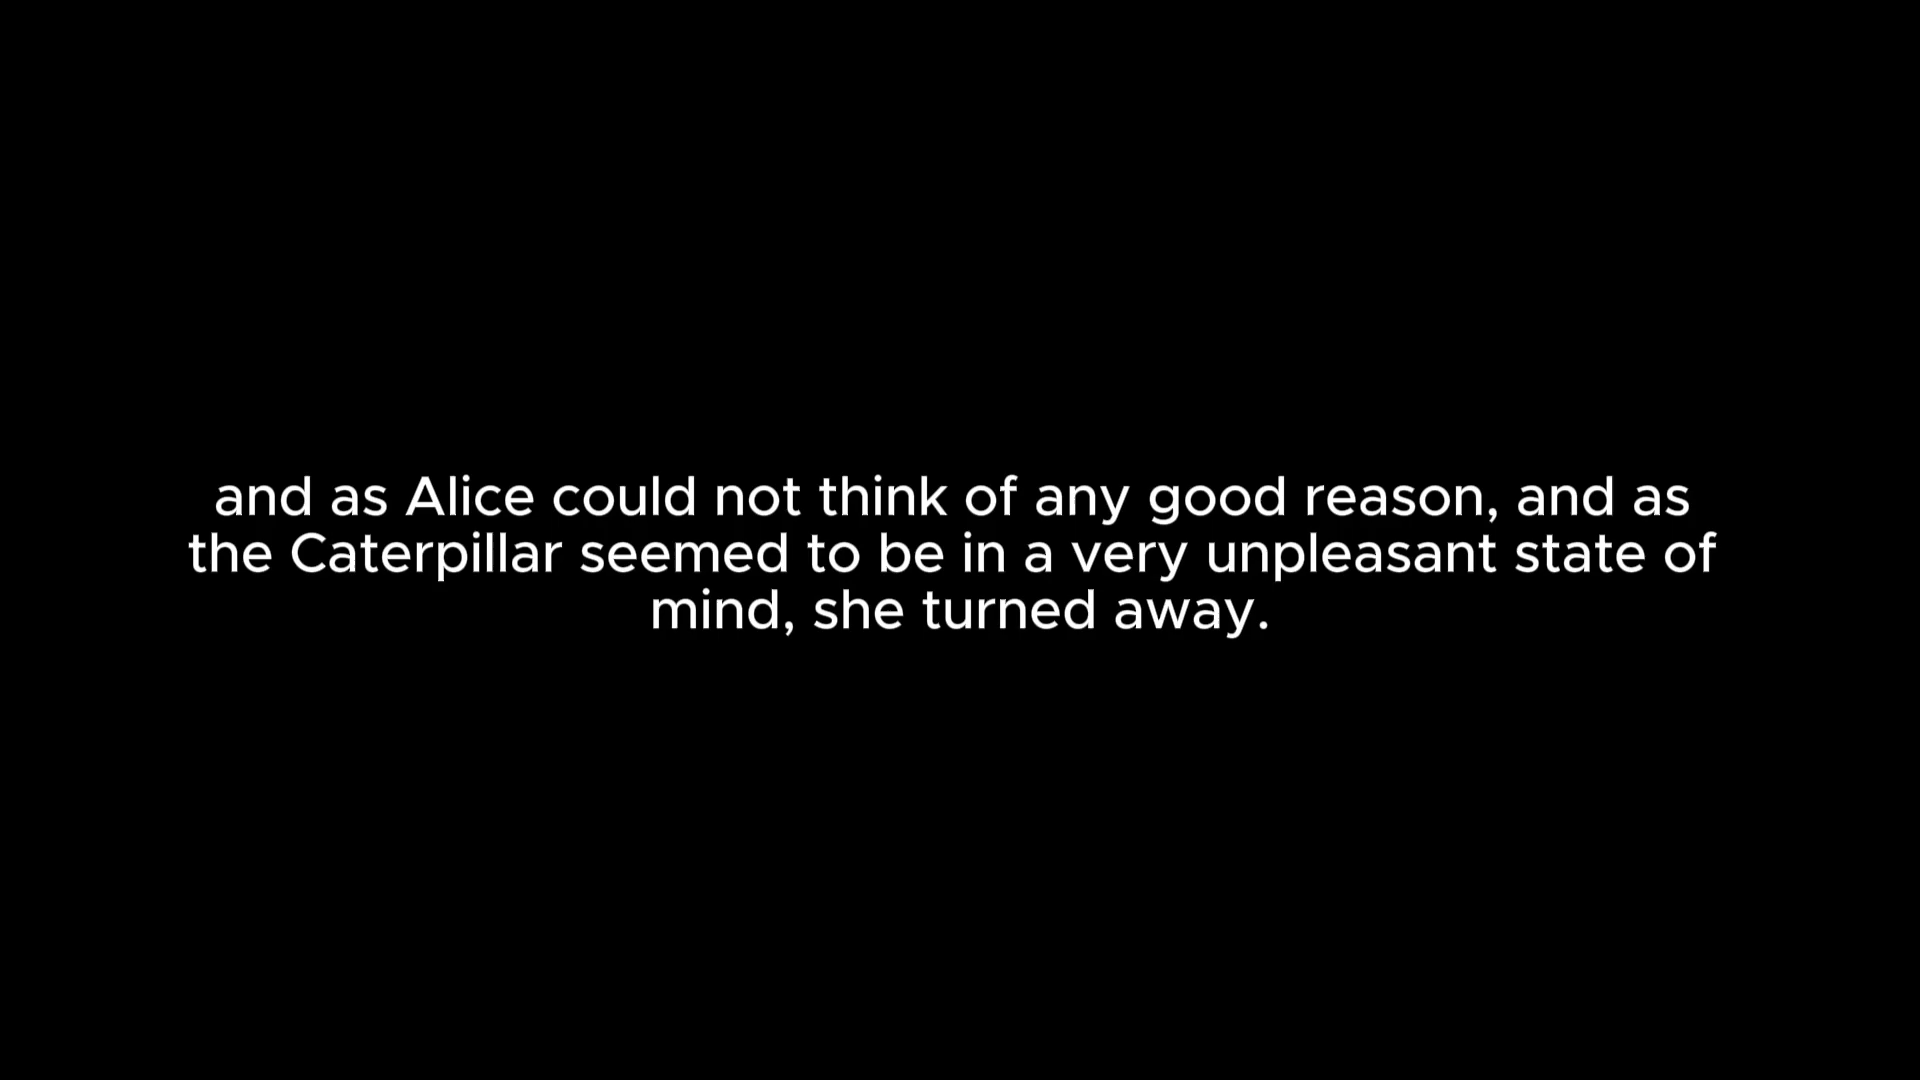 and as Alice could not think of any good reason, and as
the Caterpillar seemed to be in a very unpleasant state of
mind, she turned away.